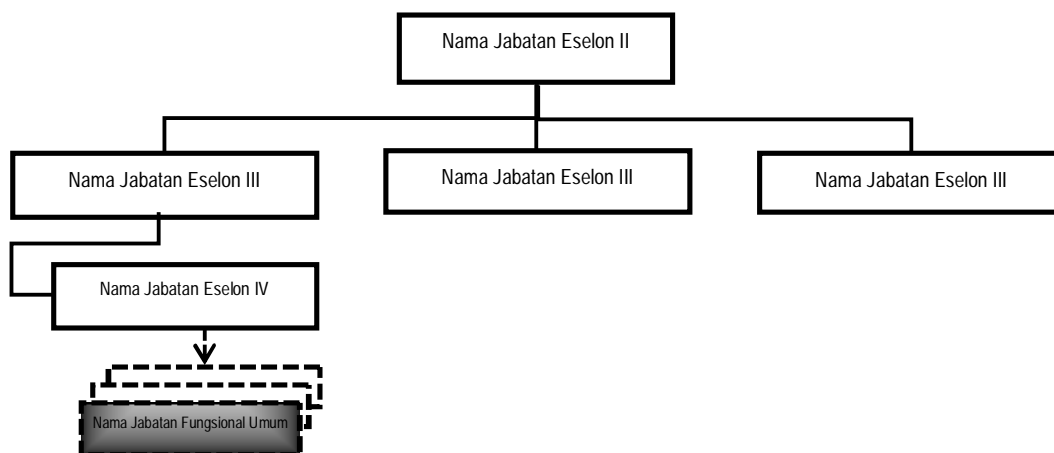 Nama Jabatan Eselon II
Nama Jabatan Eselon III
Nama Jabatan Eselon III
Nama Jabatan Eselon III
Nama Jabatan Eselon IV
Nama Jabatan Fungsional Umum